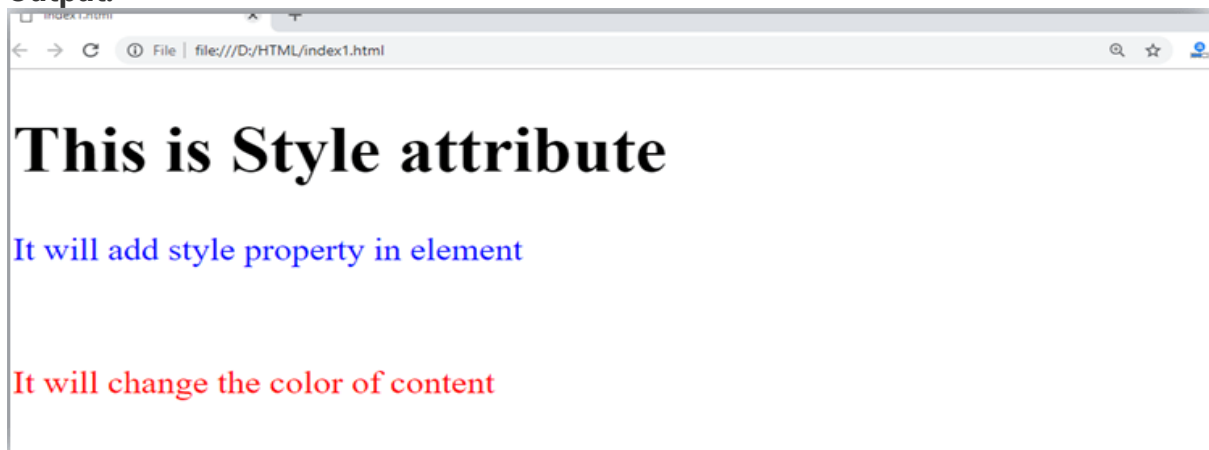 index1.html
File | file:///D:/HTML/index1.html
This is Style attribute
It will add style property in element
It will change the color of content